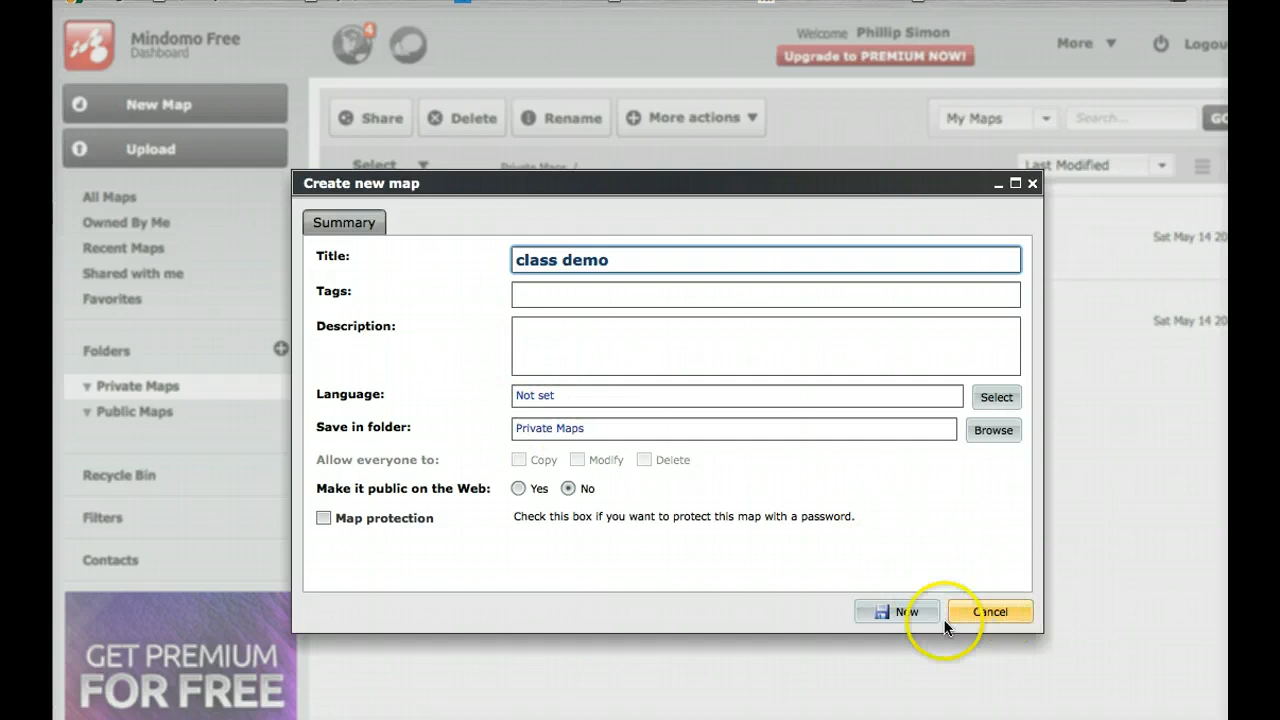 Mindomo Free
Dashboard
4
Welcome Phillip Simon
Upgrade to PREMIUM NOW!
More
Logou
New Map
Upload
Share
Delete
Rename
More actions
My Maps
Search...
GO
Select
Private Maps /
Last Modified
All Maps
Owned By Me
Recent Maps
Shared with me
Favorites
Folders
Private Maps
Public Maps
Recycle Bin
Filters
Contacts
GET PREMIUM
FOR FREE
Sat May 14 20
Sat May 14 20
Create new map
Summary
Title:
class demo
Tags:
Description:
Language:
Not set
Select
Save in folder:
Private Maps
Browse
Allow everyone to:
Copy
Modify
Delete
Make it public on the Web:
Yes
No
Map protection
Check this box if you want to protect this map with a password.
New
Cancel